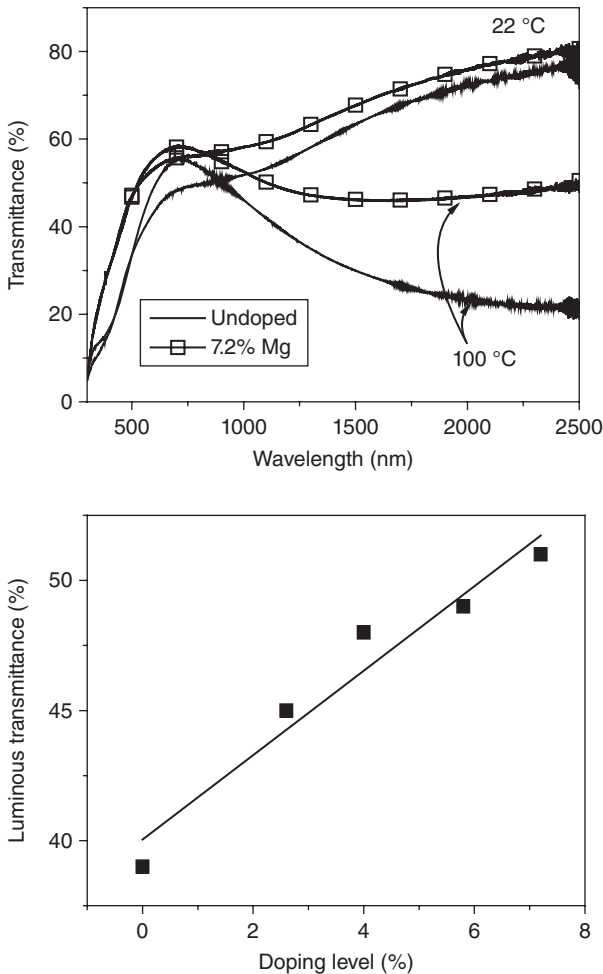 22 °C
80
60
40
20
0
Transmittance (%)
Undoped
7.2% Mg
100 °C
500
1000
1500
2000
2500
Wavelength (nm)
50
45
40
Luminous transmittance (%)
0
2
4
6
8
Doping level (%)